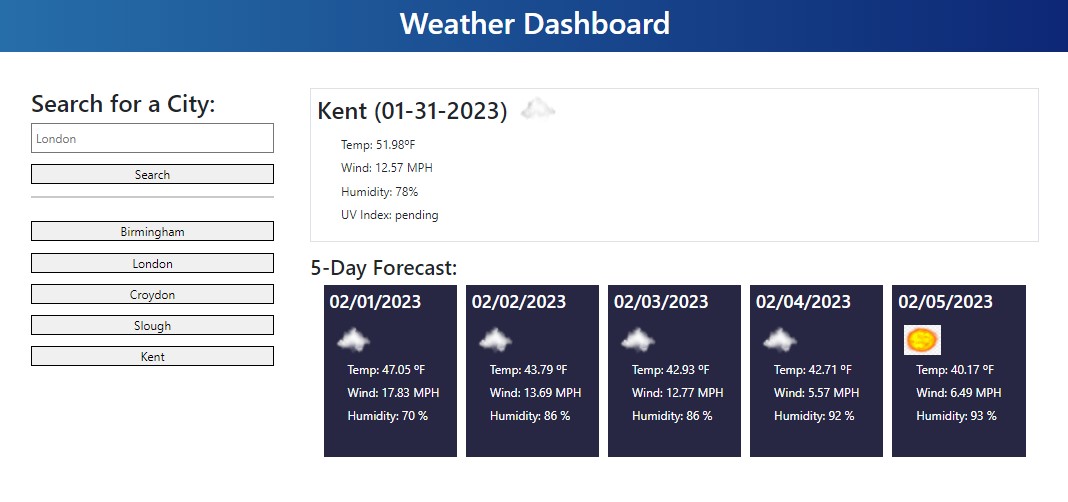 Weather Dashboard
Search for a City:
London
Search
Birmingham
London
Croydon
Slough
Kent
Kent (01-31-2023)
Temp: 51.98ºF
Wind: 12.57 MPH
Humidity: 78%
UV Index: pending
5-Day Forecast:
02/01/2023
Temp: 47.05 ºF
Wind: 17.83 MPH
Humidity: 70 %
02/02/2023
Temp: 43.79 ºF
Wind: 13.69 MPH
Humidity: 86 %
02/03/2023
Temp: 42.93 ºF
Wind: 12.77 MPH
Humidity: 86 %
02/04/2023
Temp: 42.71 ºF
Wind: 5.57 MPH
Humidity: 92 %
02/05/2023
Temp: 40.17 ºF
Wind: 6.49 MPH
Humidity: 93 %